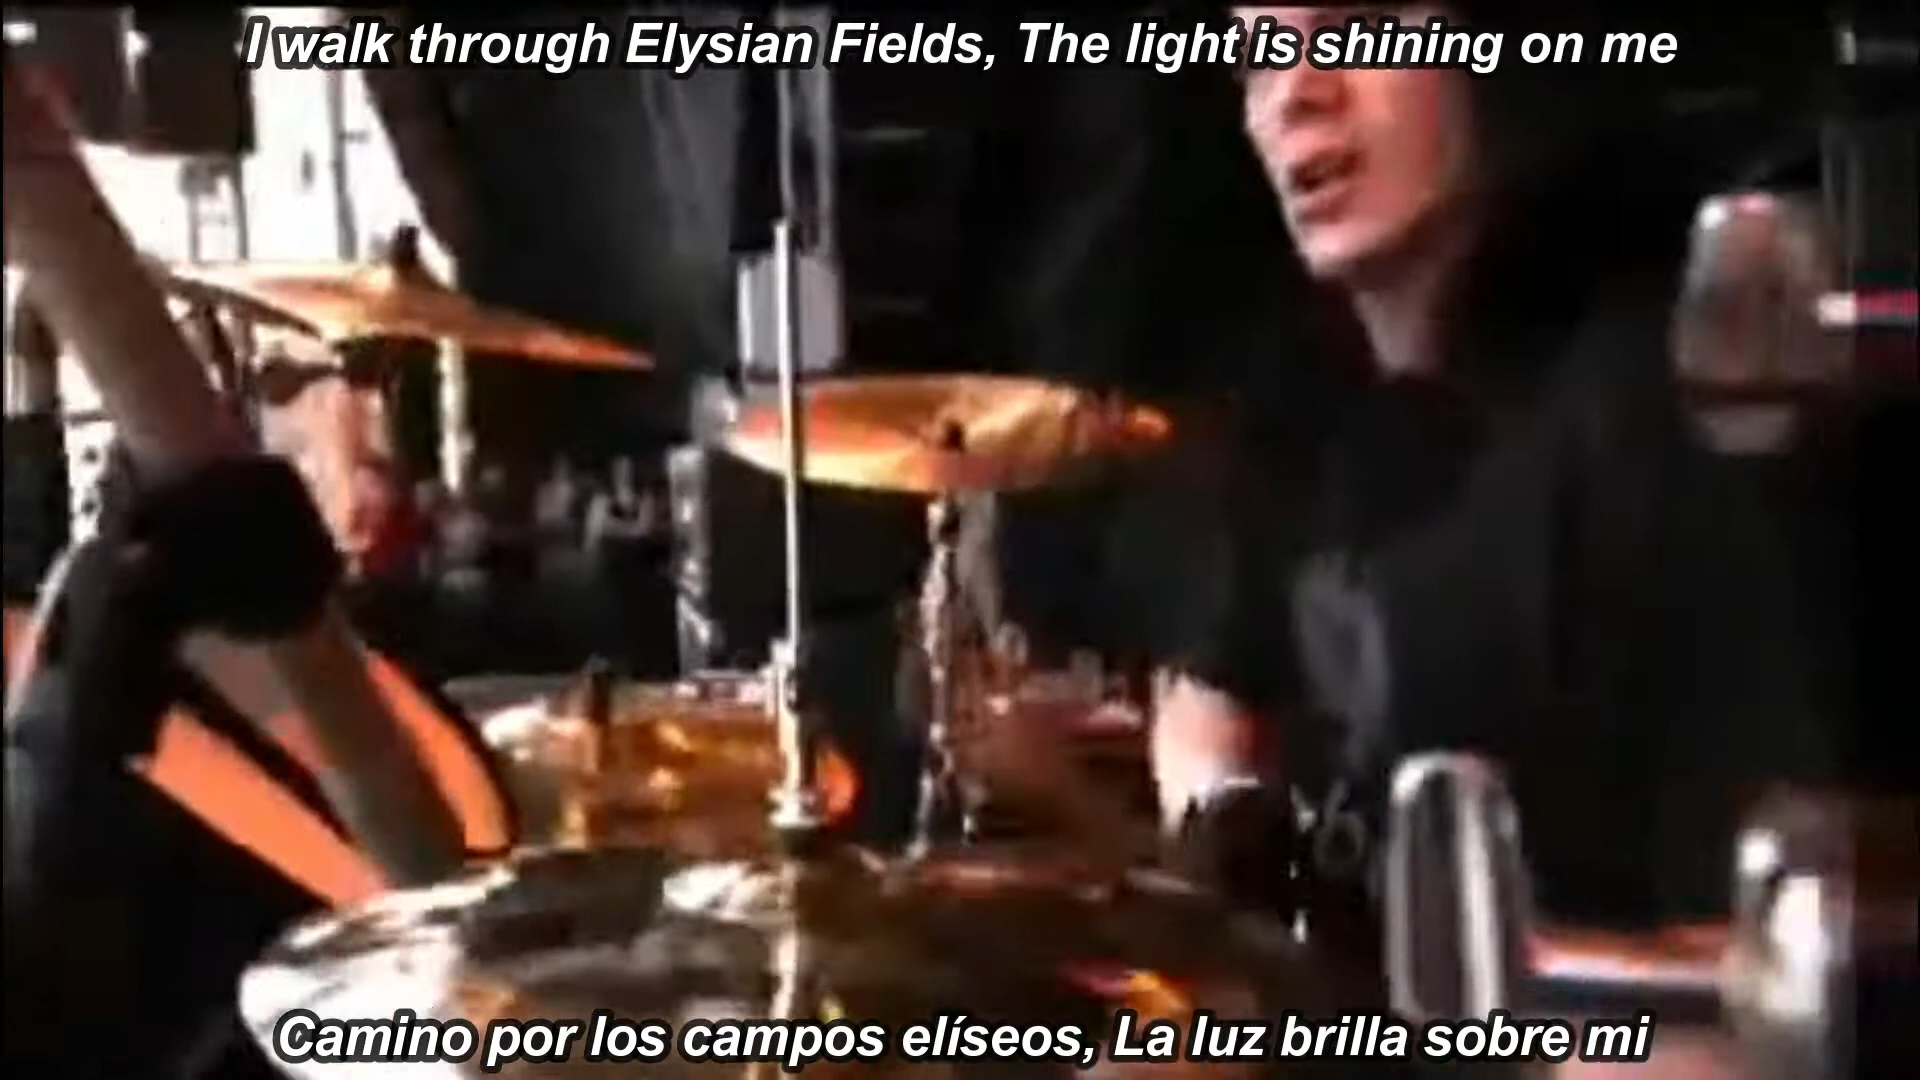 I walk through Elysian Fields, The light is shining on me
Camino por los campos elíseos, La luz brilla sobre mi